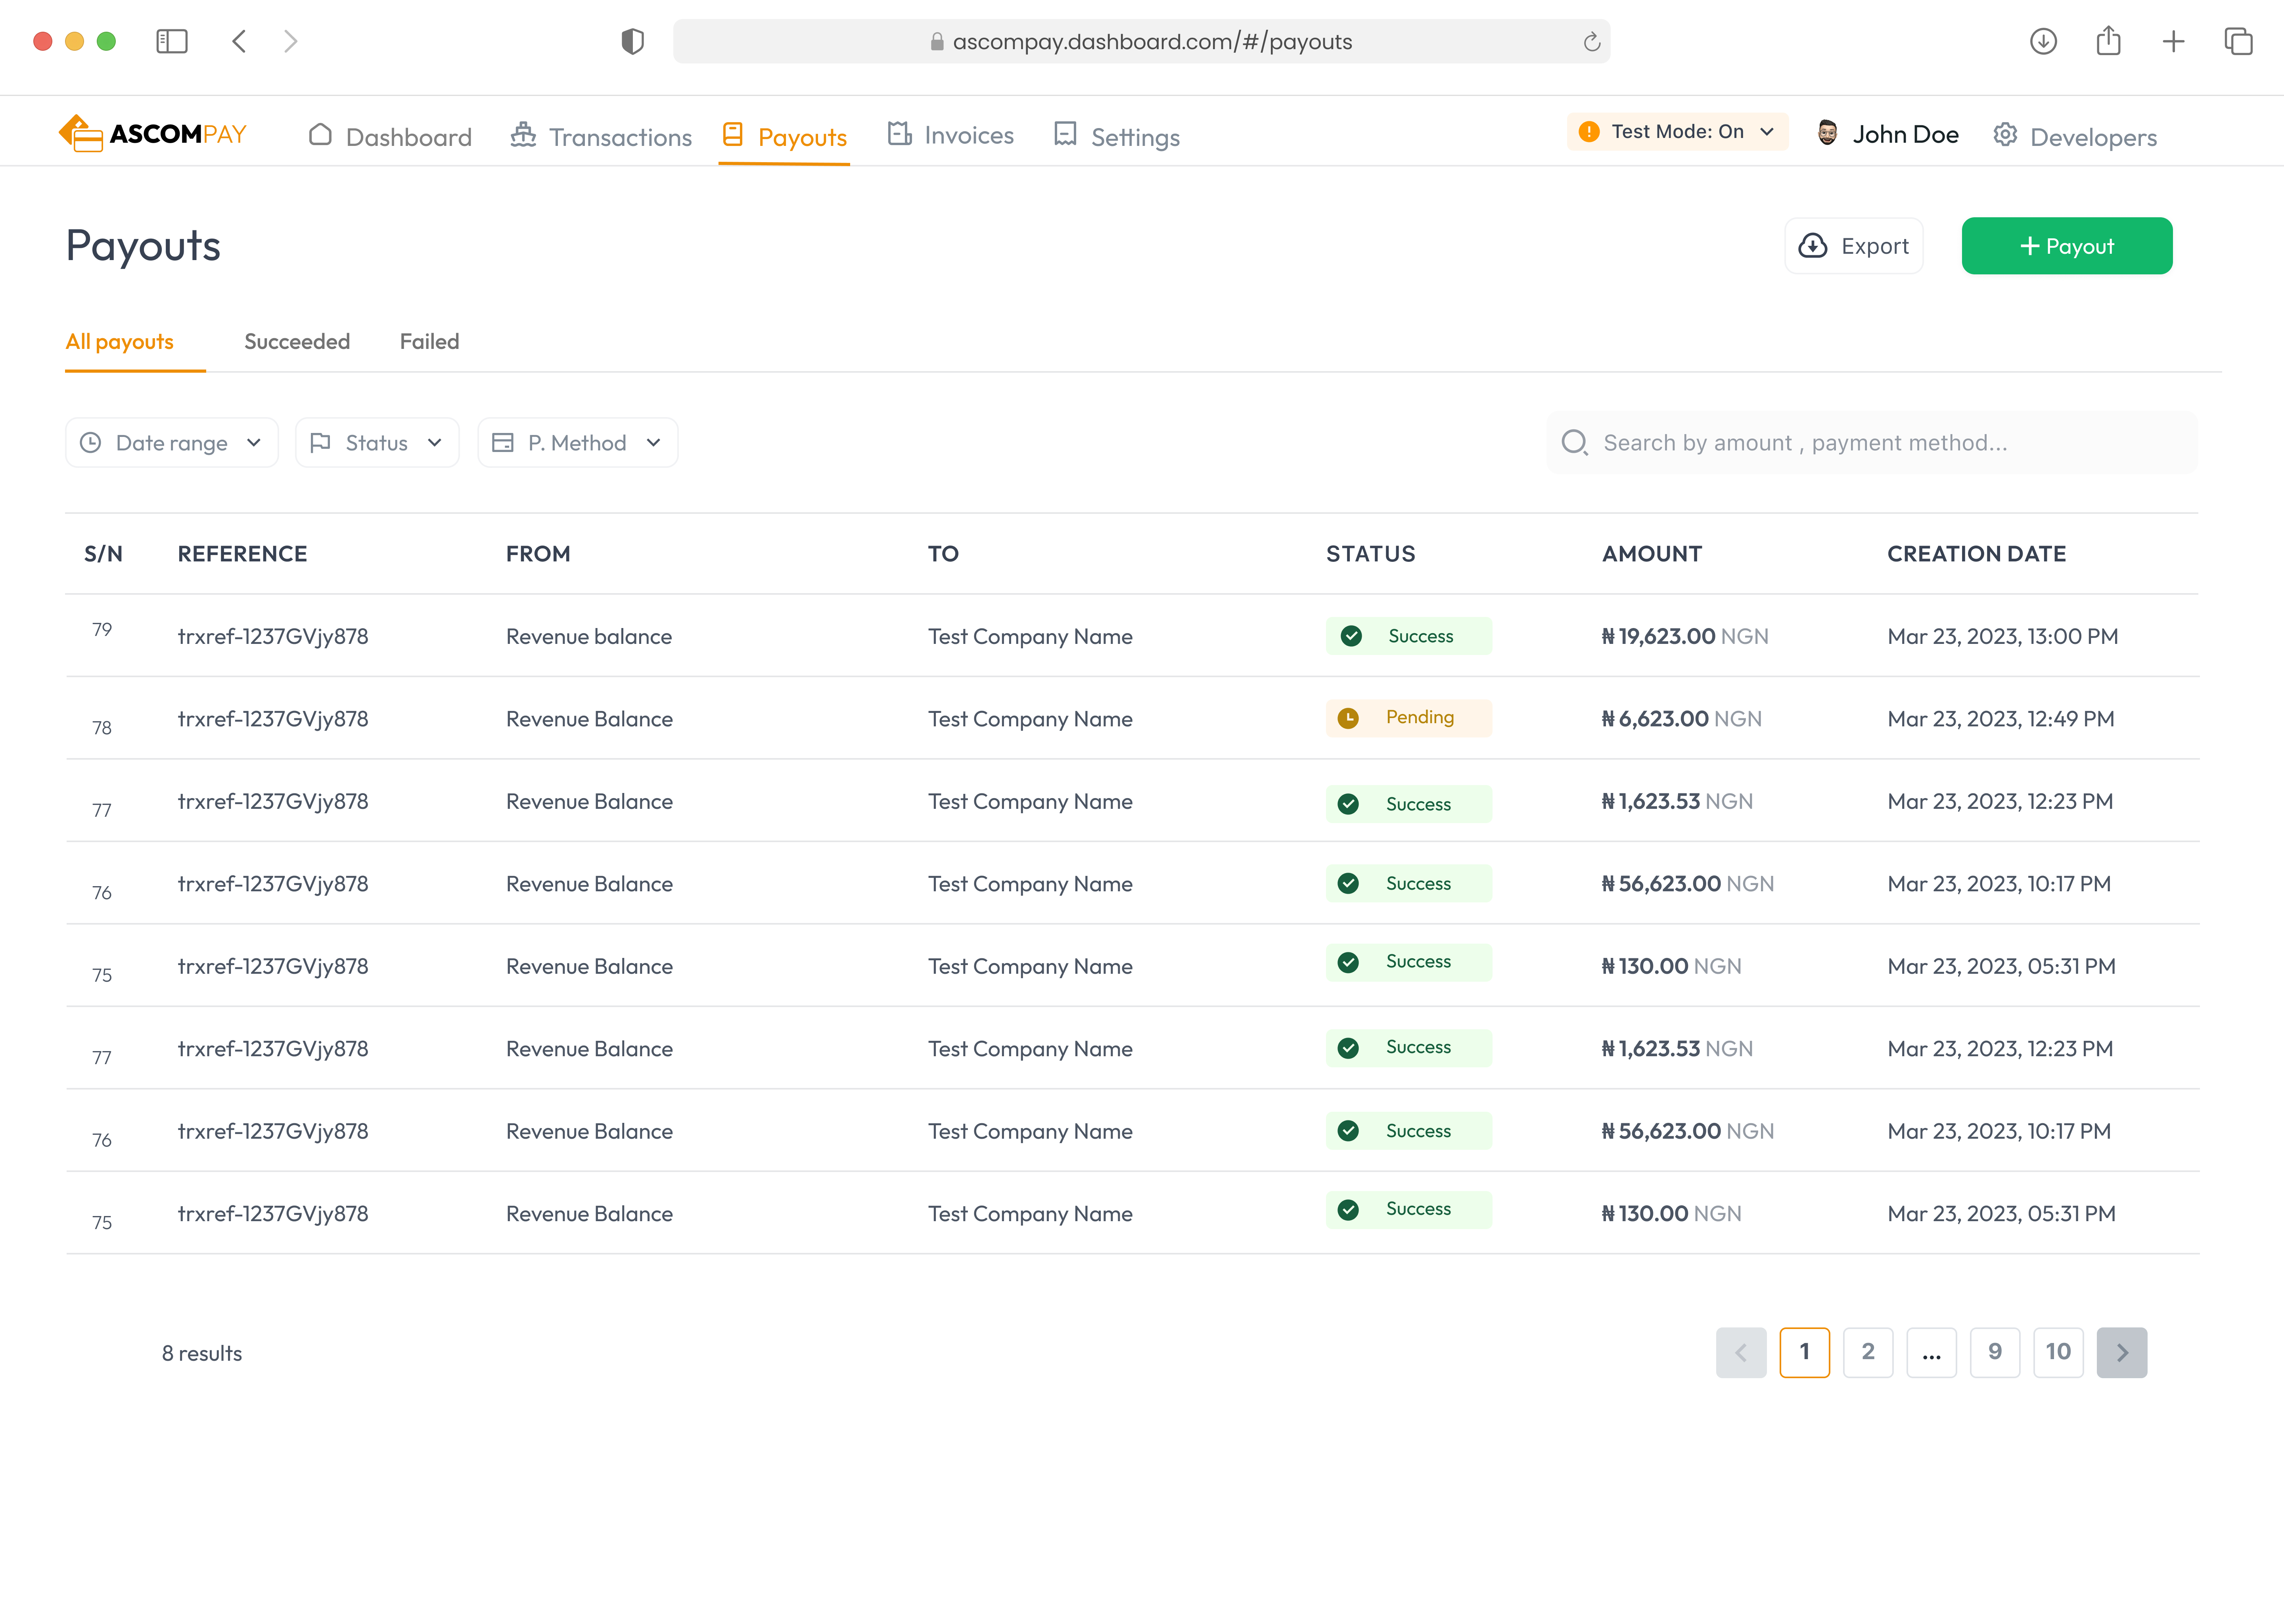 ascompay.dashboard.com/#/payouts
ASCOMPAY Dashboard Transactions Payouts Invoices Settings Test Mode: On John Doe Developers
Payouts Export + Payout
All payouts Succeeded Failed
Date range Status P. Method Search by amount , payment method...
S/N REFERENCE FROM TO STATUS AMOUNT CREATION DATE
79 trxref-1237GVjy878 Revenue balance Test Company Name Success ₦ 19,623.00 NGN Mar 23, 2023, 13:00 PM
78 trxref-1237GVjy878 Revenue Balance Test Company Name Pending ₦ 6,623.00 NGN Mar 23, 2023, 12:49 PM
77 trxref-1237GVjy878 Revenue Balance Test Company Name Success ₦ 1,623.53 NGN Mar 23, 2023, 12:23 PM
76 trxref-1237GVjy878 Revenue Balance Test Company Name Success ₦ 56,623.00 NGN Mar 23, 2023, 10:17 PM
75 trxref-1237GVjy878 Revenue Balance Test Company Name Success ₦ 130.00 NGN Mar 23, 2023, 05:31 PM
77 trxref-1237GVjy878 Revenue Balance Test Company Name Success ₦ 1,623.53 NGN Mar 23, 2023, 12:23 PM
76 trxref-1237GVjy878 Revenue Balance Test Company Name Success ₦ 56,623.00 NGN Mar 23, 2023, 10:17 PM
75 trxref-1237GVjy878 Revenue Balance Test Company Name Success ₦ 130.00 NGN Mar 23, 2023, 05:31 PM
8 results 1 2 ... 9 10